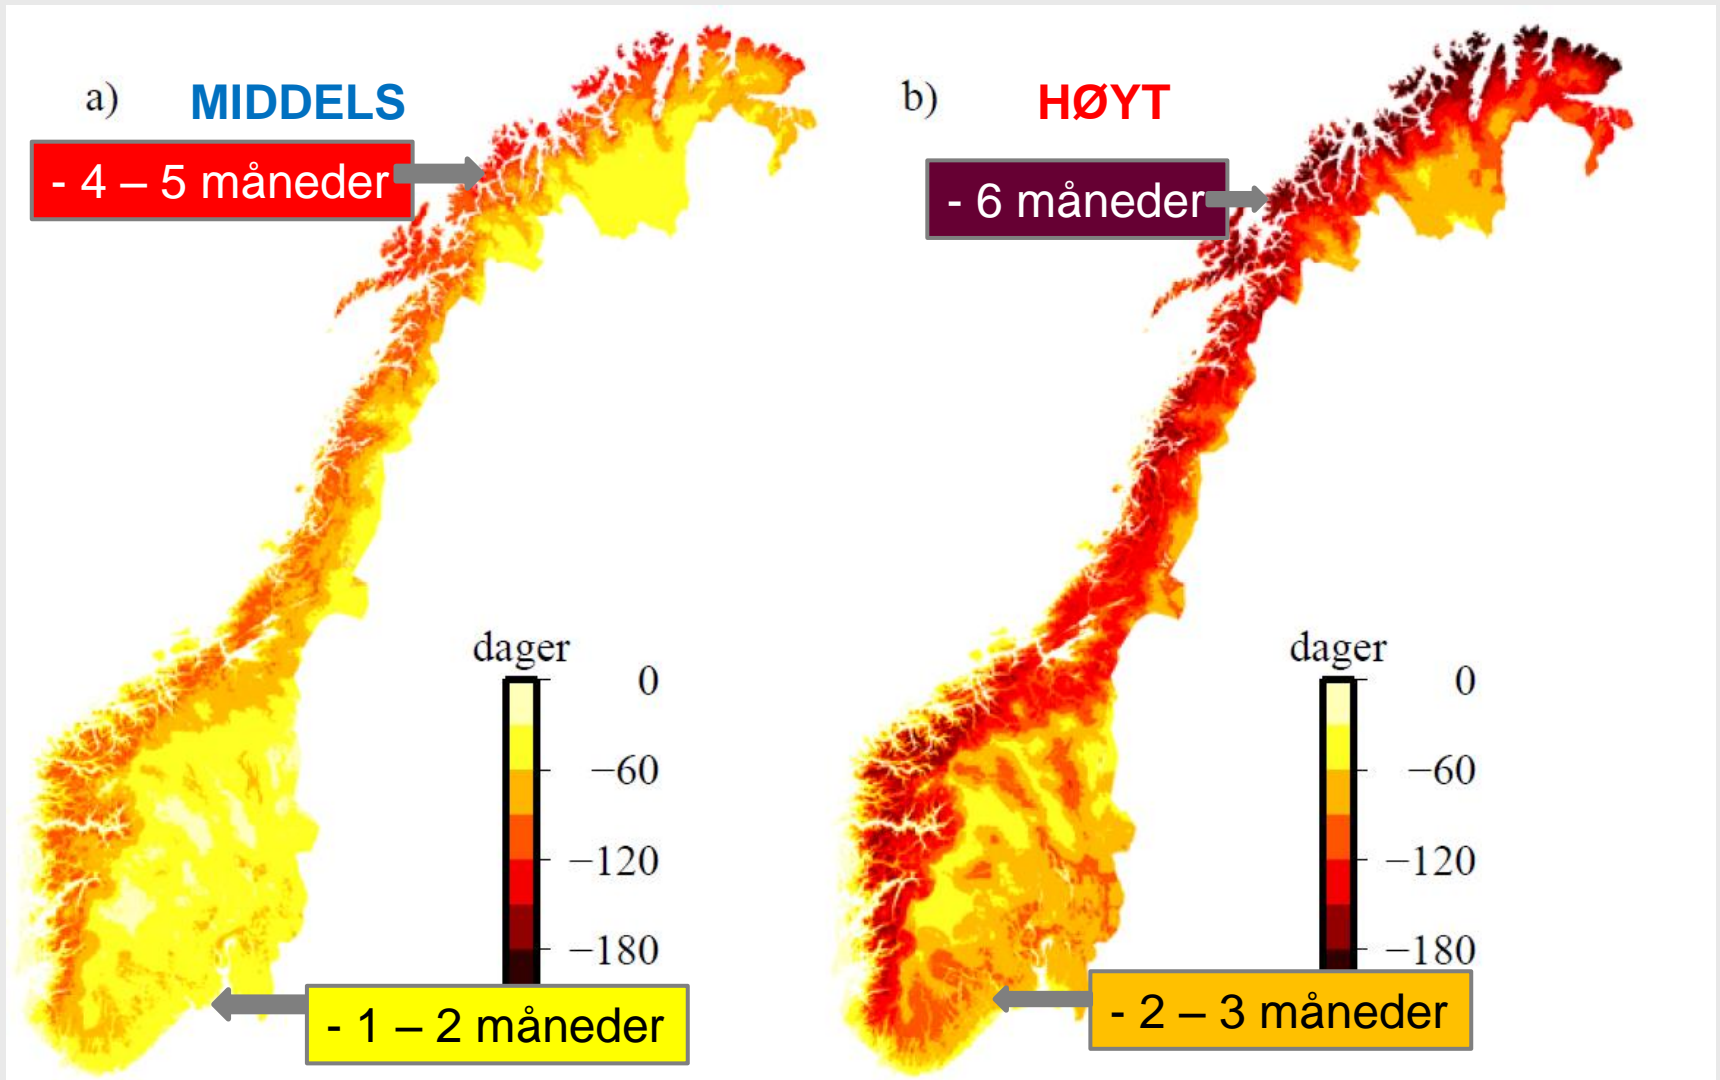 a)
MIDDELS
- 4 – 5 måneder
dager
0
−60
−120
−180
- 1 – 2 måneder
b)
HØYT
- 6 måneder
dager
0
−60
−120
−180
- 2 – 3 måneder